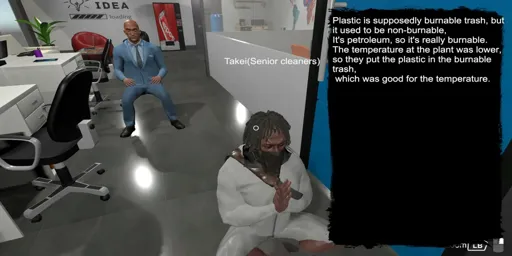 IDEA
loading
Takei(Senior cleaners)
Plastic is supposedly burnable trash, but
it used to be non-burnable,
It's petroleum, so it's really burnable.
The temperature at the plant was lower,
so they put the plastic in the burnable
trash,
which was good for the temperature.
LB